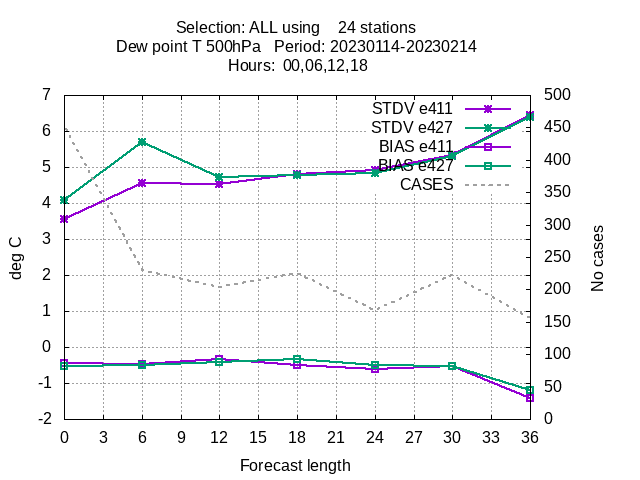 Selection: ALL using    24 stations
Dew point T 500hPa   Period: 20230114-20230214
Hours:  00,06,12,18
7
6
5
4
3
2
1
0
-1
-2
deg C
500
450
400
350
300
250
200
150
100
50
0
No cases
STDV e411
STDV e427
BIAS e411
BIAS e427
CASES
0 3 6 9 12 15 18 21 24 27 30 33 36
Forecast length